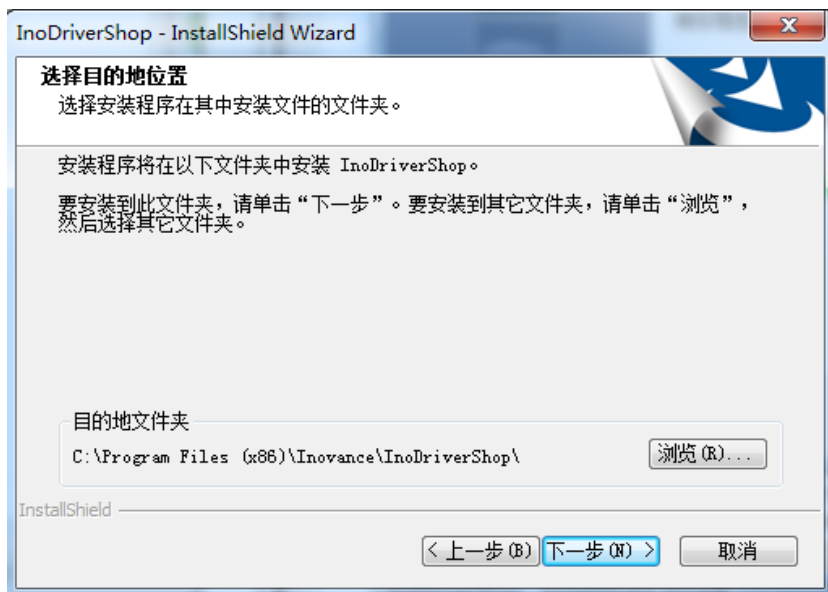 InoDriverShop - InstallShield Wizard
选择目的地位置
选择安装程序在其中安装文件的文件夹。
安装程序将在以下文件夹中安装 InoDriverShop。
要安装到此文件夹，请单击“下一步”。要安装到其它文件夹，请单击“浏览”，
然后选择其它文件夹。
目的地文件夹
C:\Program Files (x86)\Inovance\InoDriverShop\
浏览(R)...
InstallShield
< 上一步(B) 下一步(N) > 取消